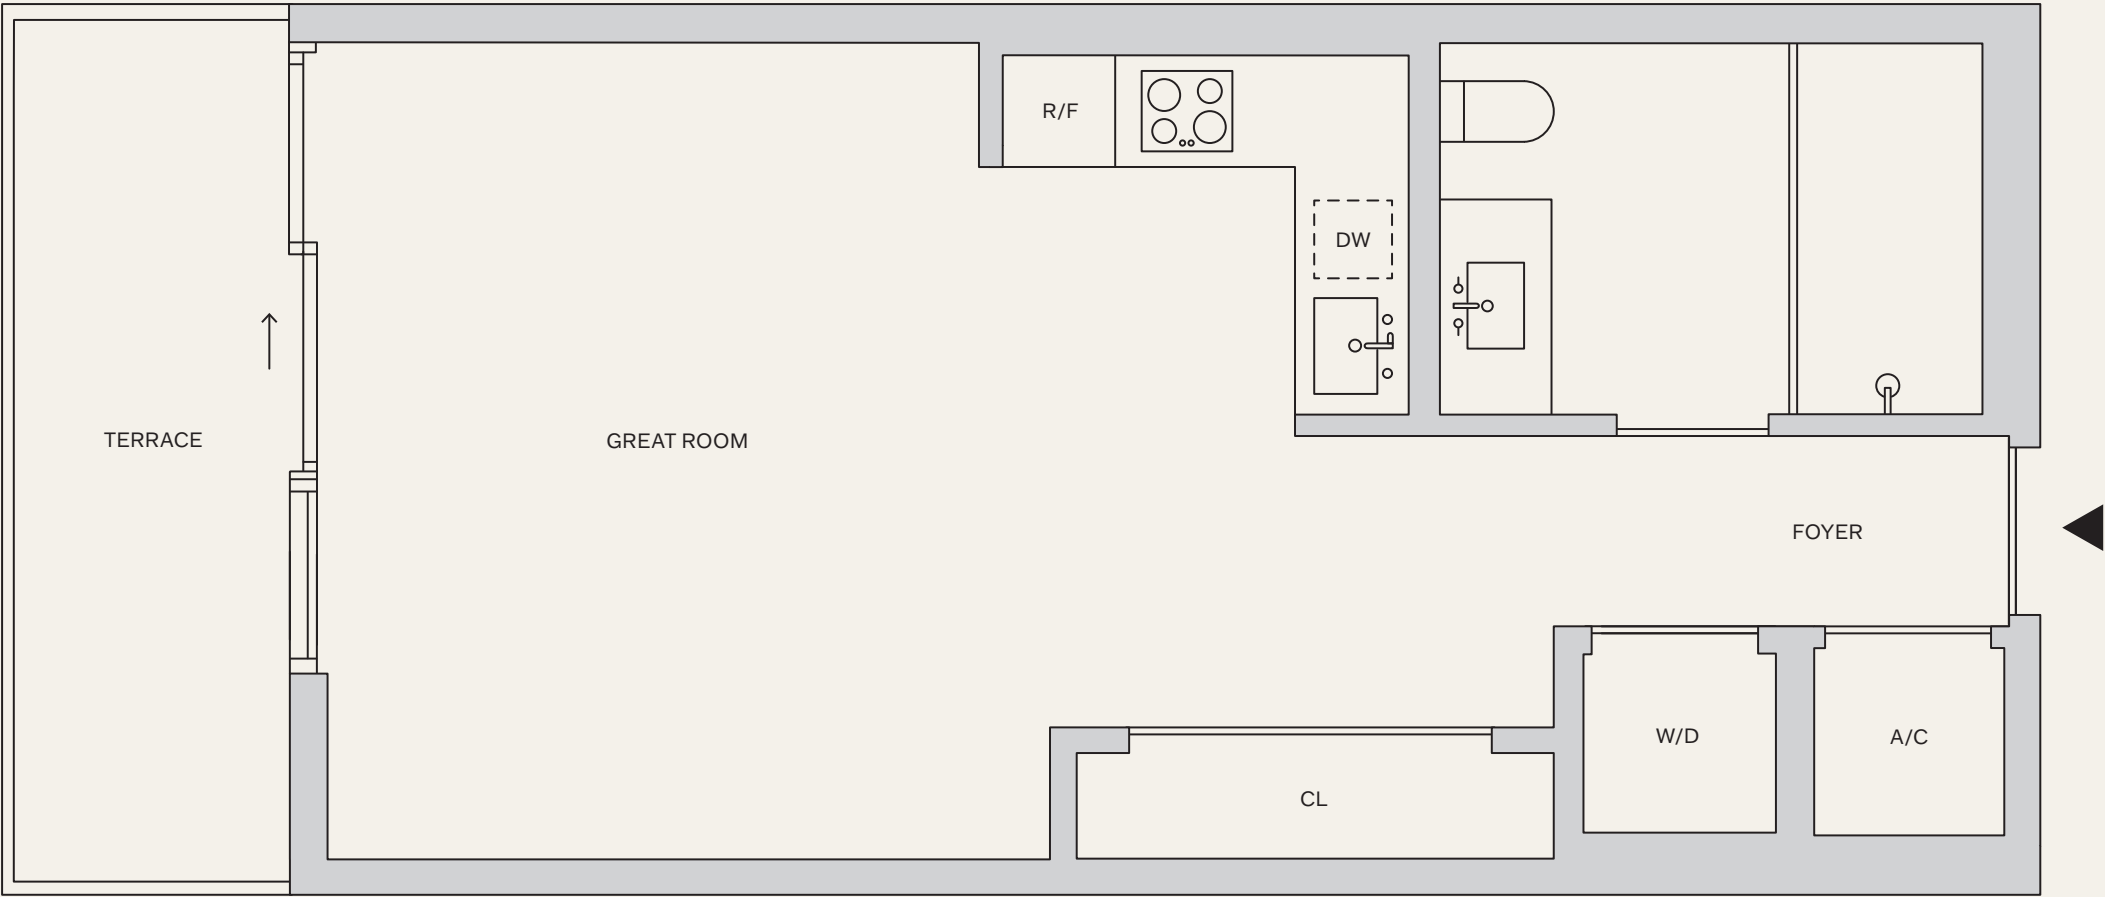 R/F
DW
TERRACE
GREAT ROOM
FOYER
W/D
A/C
CL